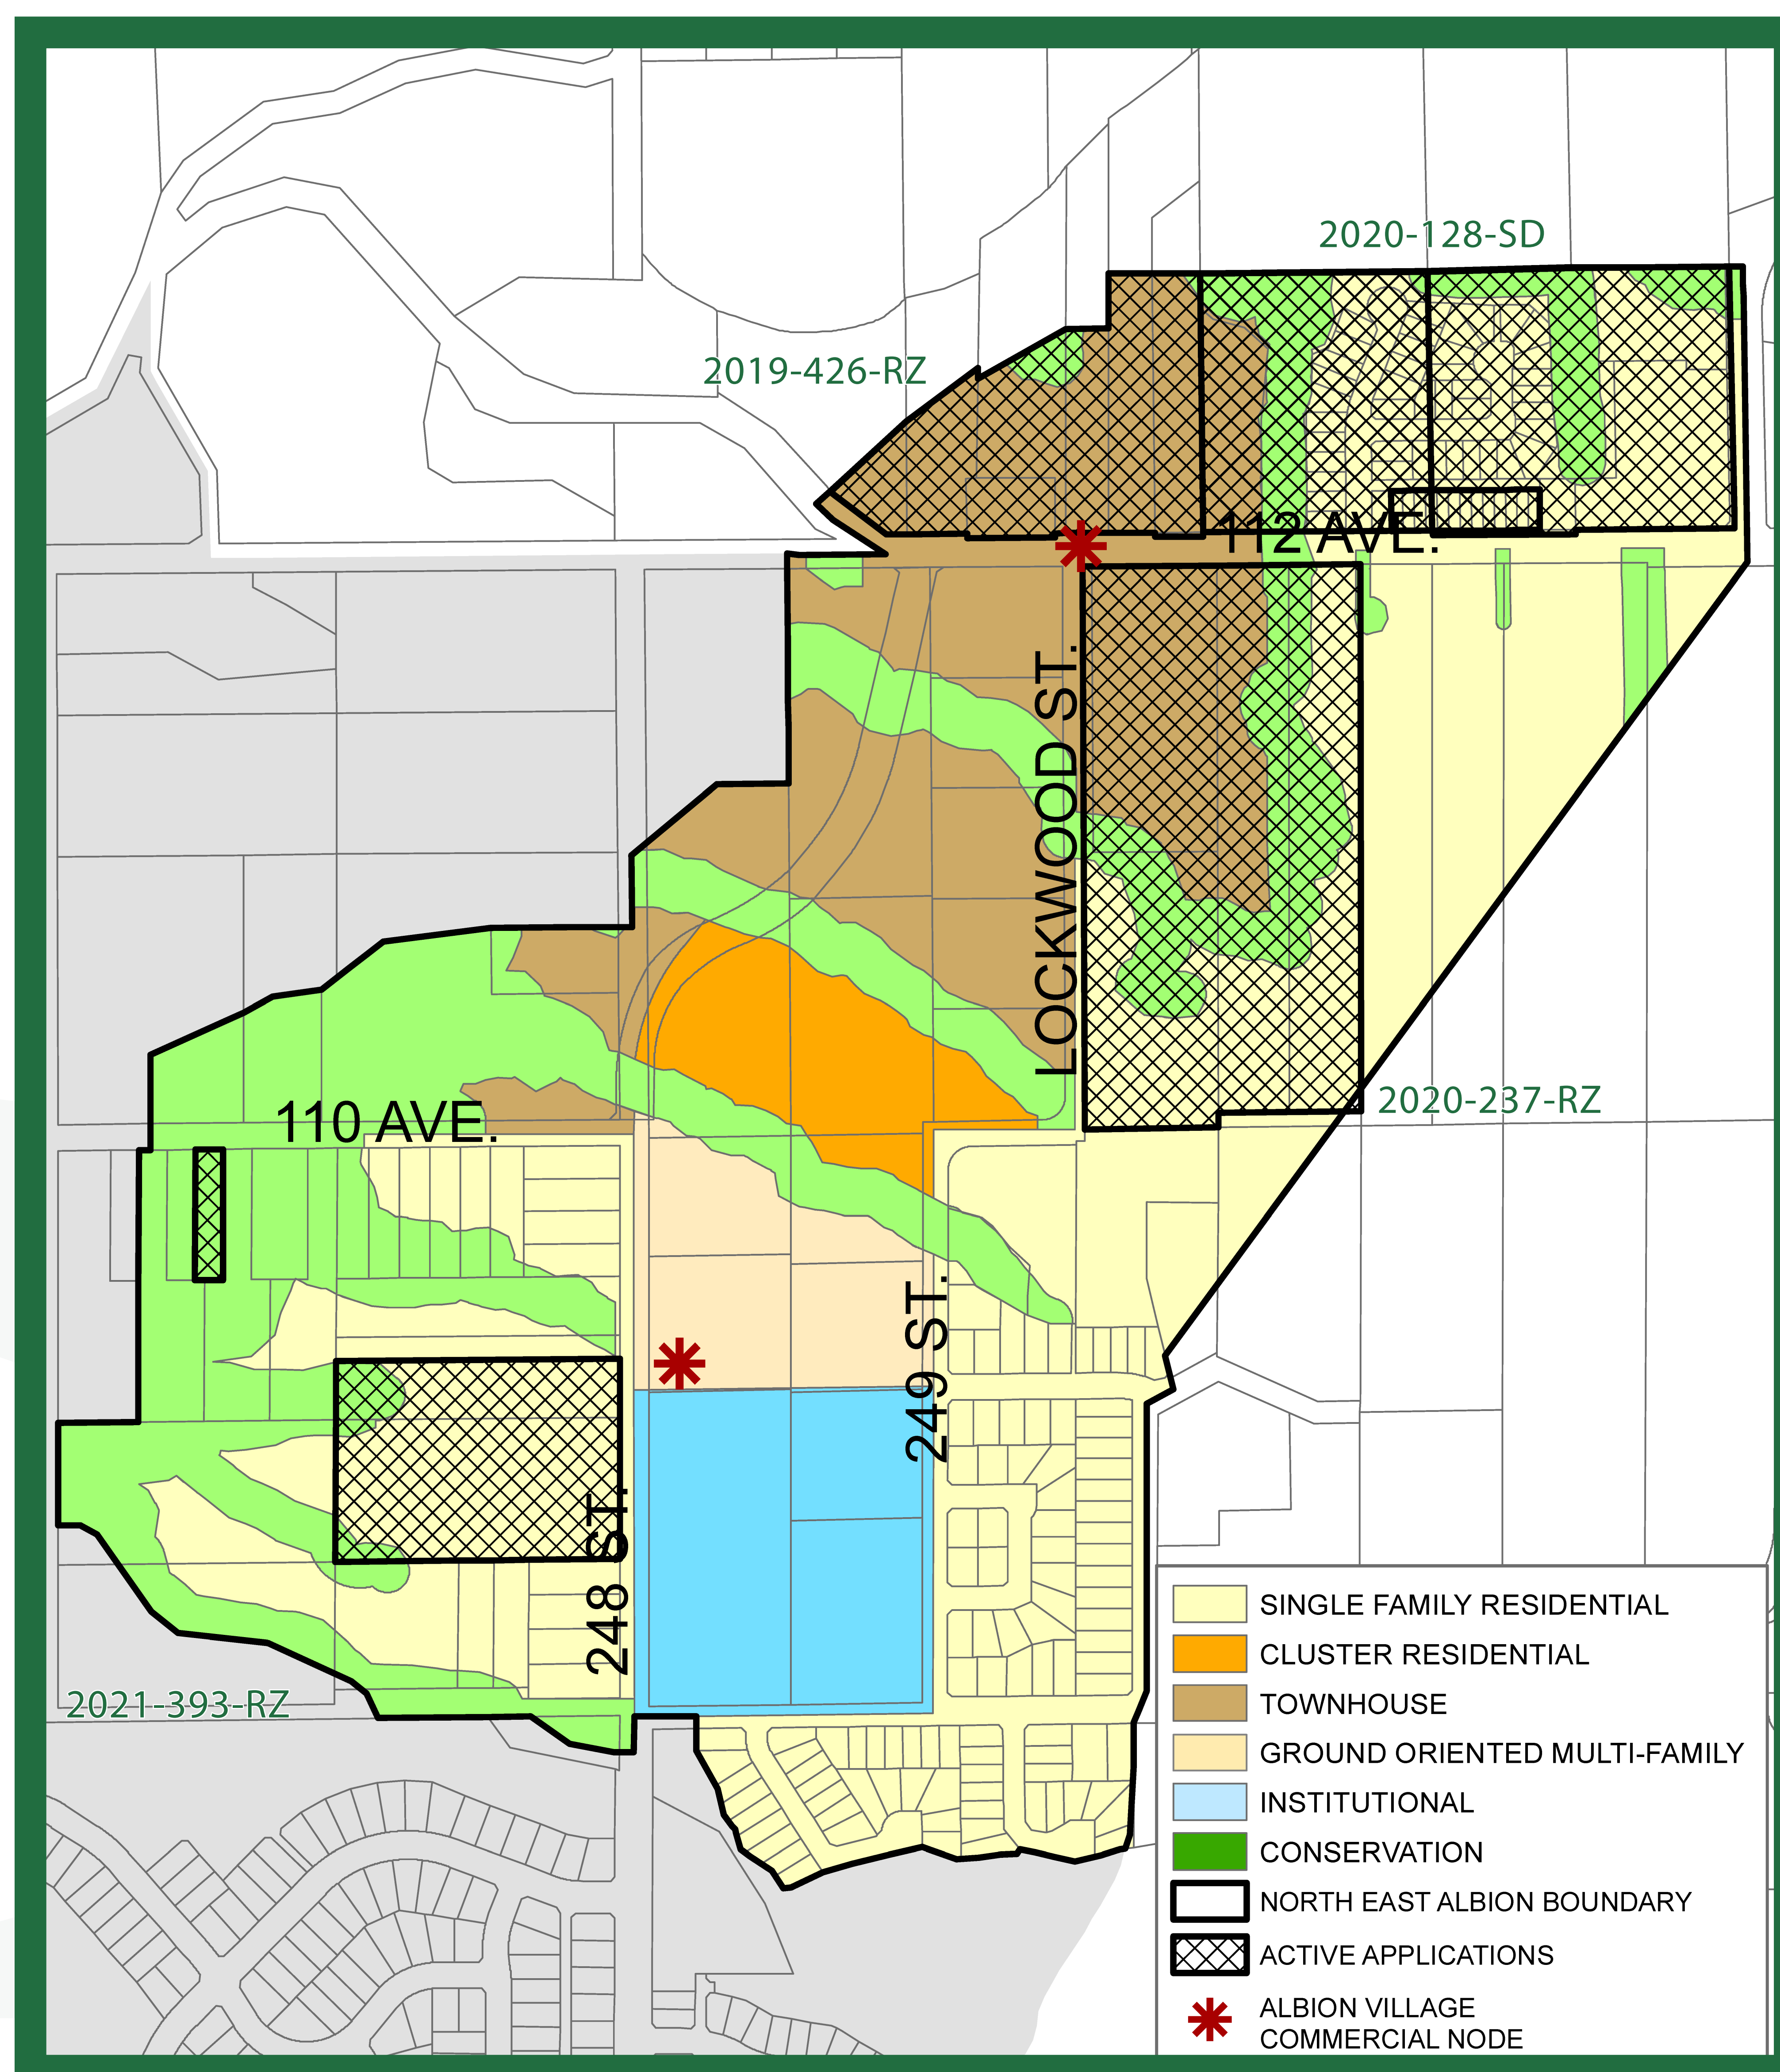 2020-128-SD
2019-426-RZ
112 AVE.
LOCKWOOD ST.
2020-237-RZ
110 AVE.
249 ST.
248 ST.
2021-393-RZ
SINGLE FAMILY RESIDENTIAL
CLUSTER RESIDENTIAL
TOWNHOUSE
GROUND ORIENTED MULTI-FAMILY
INSTITUTIONAL
CONSERVATION
NORTH EAST ALBION BOUNDARY
ACTIVE APPLICATIONS
ALBION VILLAGE
COMMERCIAL NODE